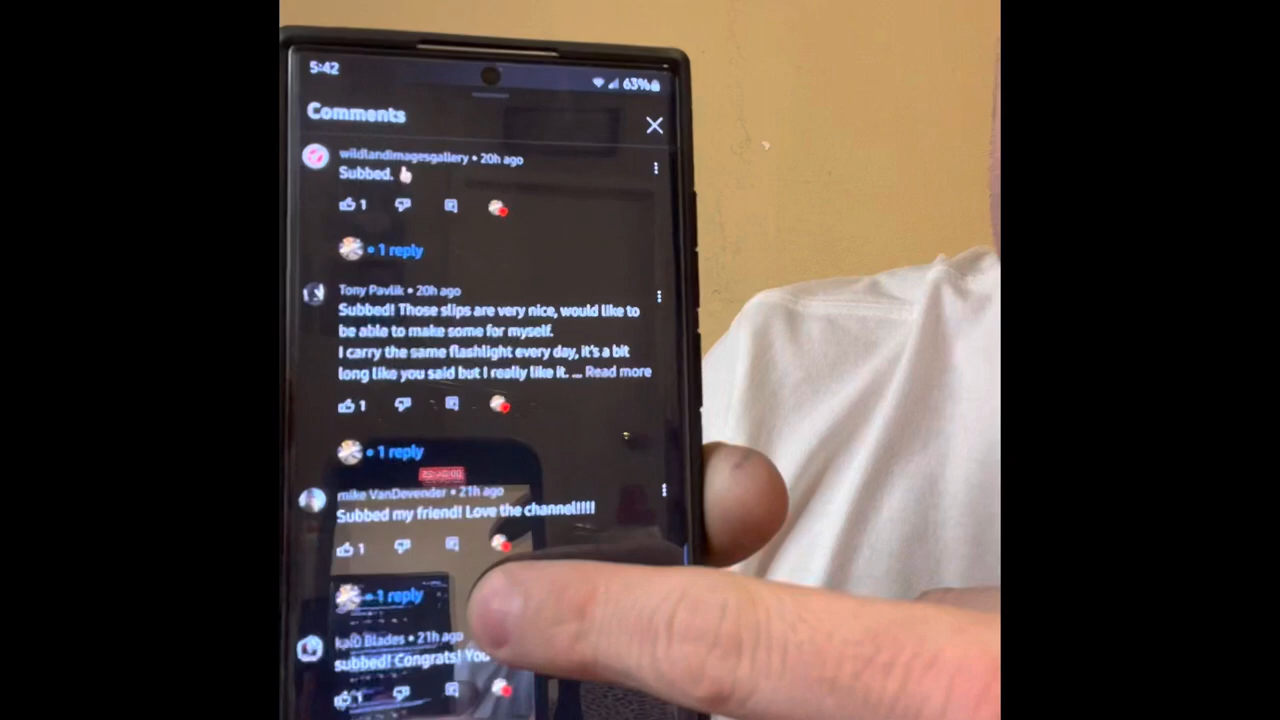 5:42
63%
Comments
wildlandimagesgallery • 20h ago
Subbed.
1
• 1 reply
Tony Pavlik • 20h ago
Subbed! Those slips are very nice, would like to
be able to make some for myself.
I carry the same flashlight every day, it's a bit
long like you said but I really like it. ... Read more
1
• 1 reply
mike VanDevender • 21h ago
Subbed my friend! Love the channel!!!!
1
• 1 reply
kalo Blades • 21h ago
subbed! Congrats! You
1